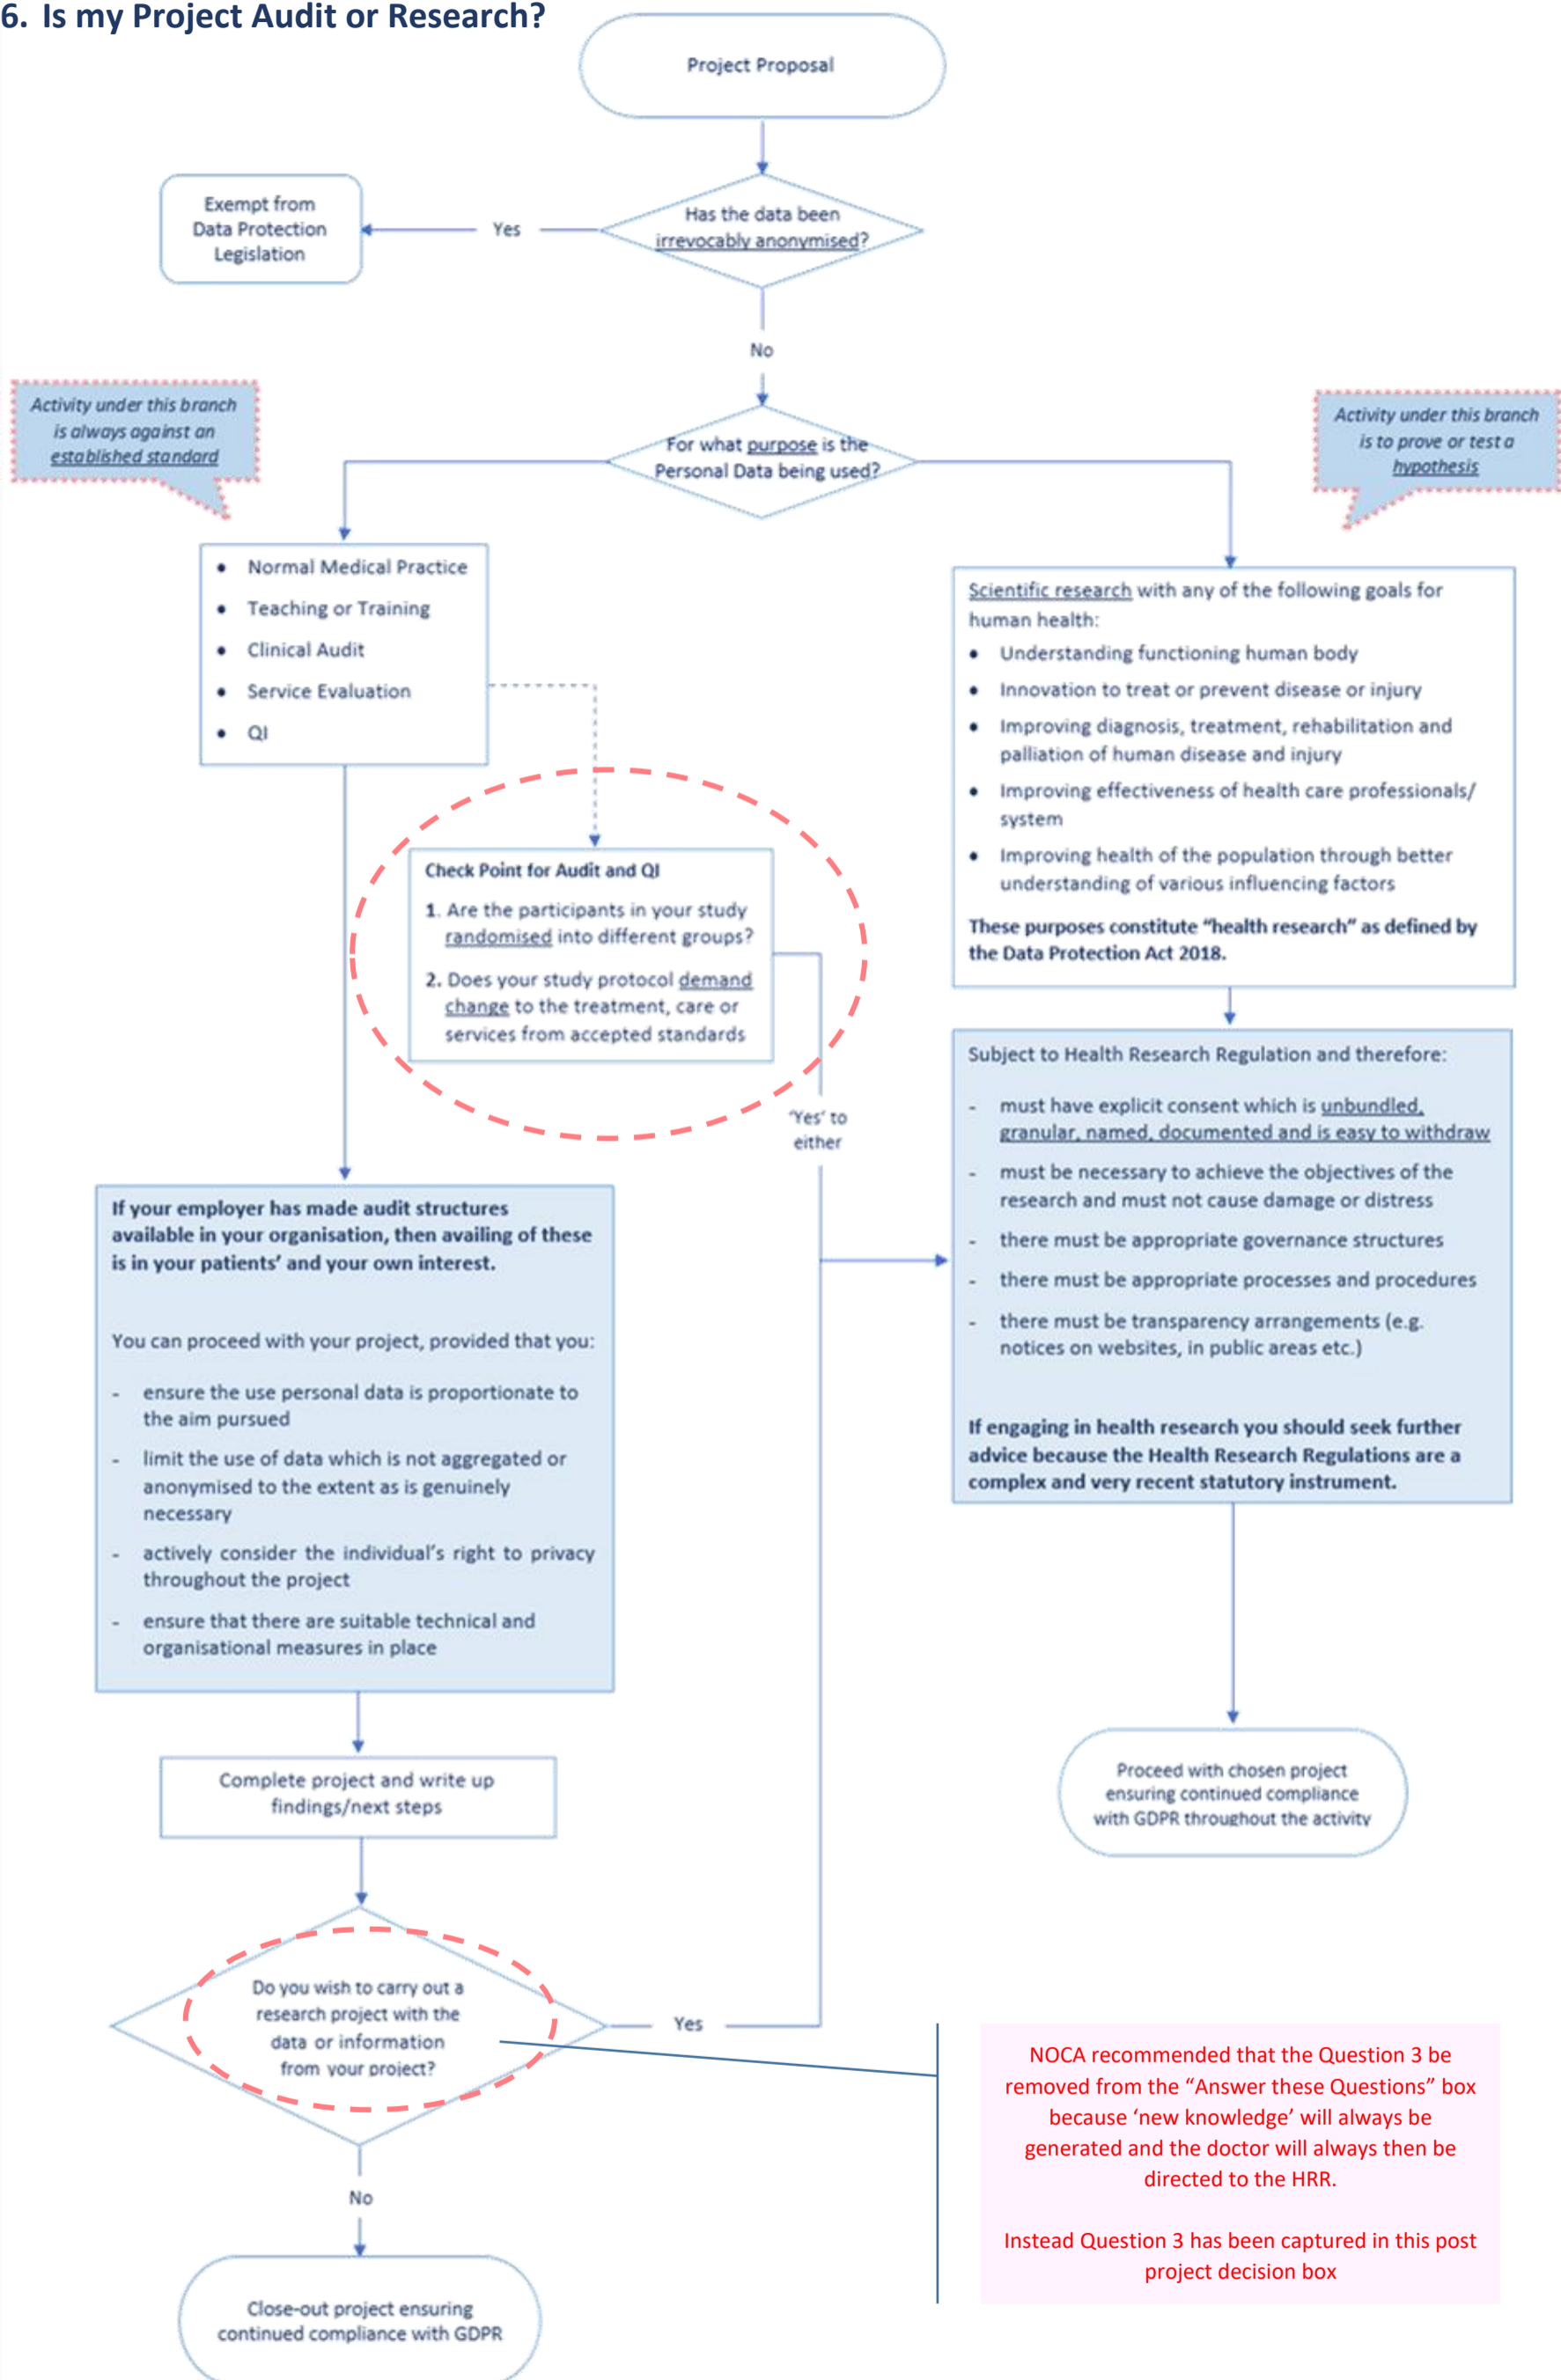 6. Is my Project Audit or Research?
Project Proposal
Has the data been
irrevocably anonymised?
Yes
Exempt from
Data Protection
Legislation
No
Activity under this branch
is always against an
established standard
For what purpose is the
Personal Data being used?
Activity under this branch
is to prove or test a
hypothesis
• Normal Medical Practice
• Teaching or Training
• Clinical Audit
• Service Evaluation
• QI
Scientific research with any of the following goals for
human health:
• Understanding functioning human body
• Innovation to treat or prevent disease or injury
• Improving diagnosis, treatment, rehabilitation and
palliation of human disease and injury
• Improving effectiveness of health care professionals/
system
• Improving health of the population through better
understanding of various influencing factors
These purposes constitute “health research” as defined by
the Data Protection Act 2018.
Check Point for Audit and QI
1. Are the participants in your study
randomised into different groups?
2. Does your study protocol demand
change to the treatment, care or
services from accepted standards
'Yes' to
either
Subject to Health Research Regulation and therefore:
- must have explicit consent which is unbundled,
granular, named, documented and is easy to withdraw
- must be necessary to achieve the objectives of the
research and must not cause damage or distress
- there must be appropriate governance structures
- there must be appropriate processes and procedures
- there must be transparency arrangements (e.g.
notices on websites, in public areas etc.)
If engaging in health research you should seek further
advice because the Health Research Regulations are a
complex and very recent statutory instrument.
If your employer has made audit structures
available in your organisation, then availing of these
is in your patients’ and your own interest.
You can proceed with your project, provided that you:
- ensure the use personal data is proportionate to
the aim pursued
- limit the use of data which is not aggregated or
anonymised to the extent as is genuinely
necessary
- actively consider the individual’s right to privacy
throughout the project
- ensure that there are suitable technical and
organisational measures in place
Complete project and write up
findings/next steps
Proceed with chosen project
ensuring continued compliance
with GDPR throughout the activity
Do you wish to carry out a
research project with the
data or information
from your project?
Yes
NOCA recommended that the Question 3 be
removed from the “Answer these Questions” box
because ‘new knowledge’ will always be
generated and the doctor will always then be
directed to the HRR.
Instead Question 3 has been captured in this post
project decision box
No
Close-out project ensuring
continued compliance with GDPR